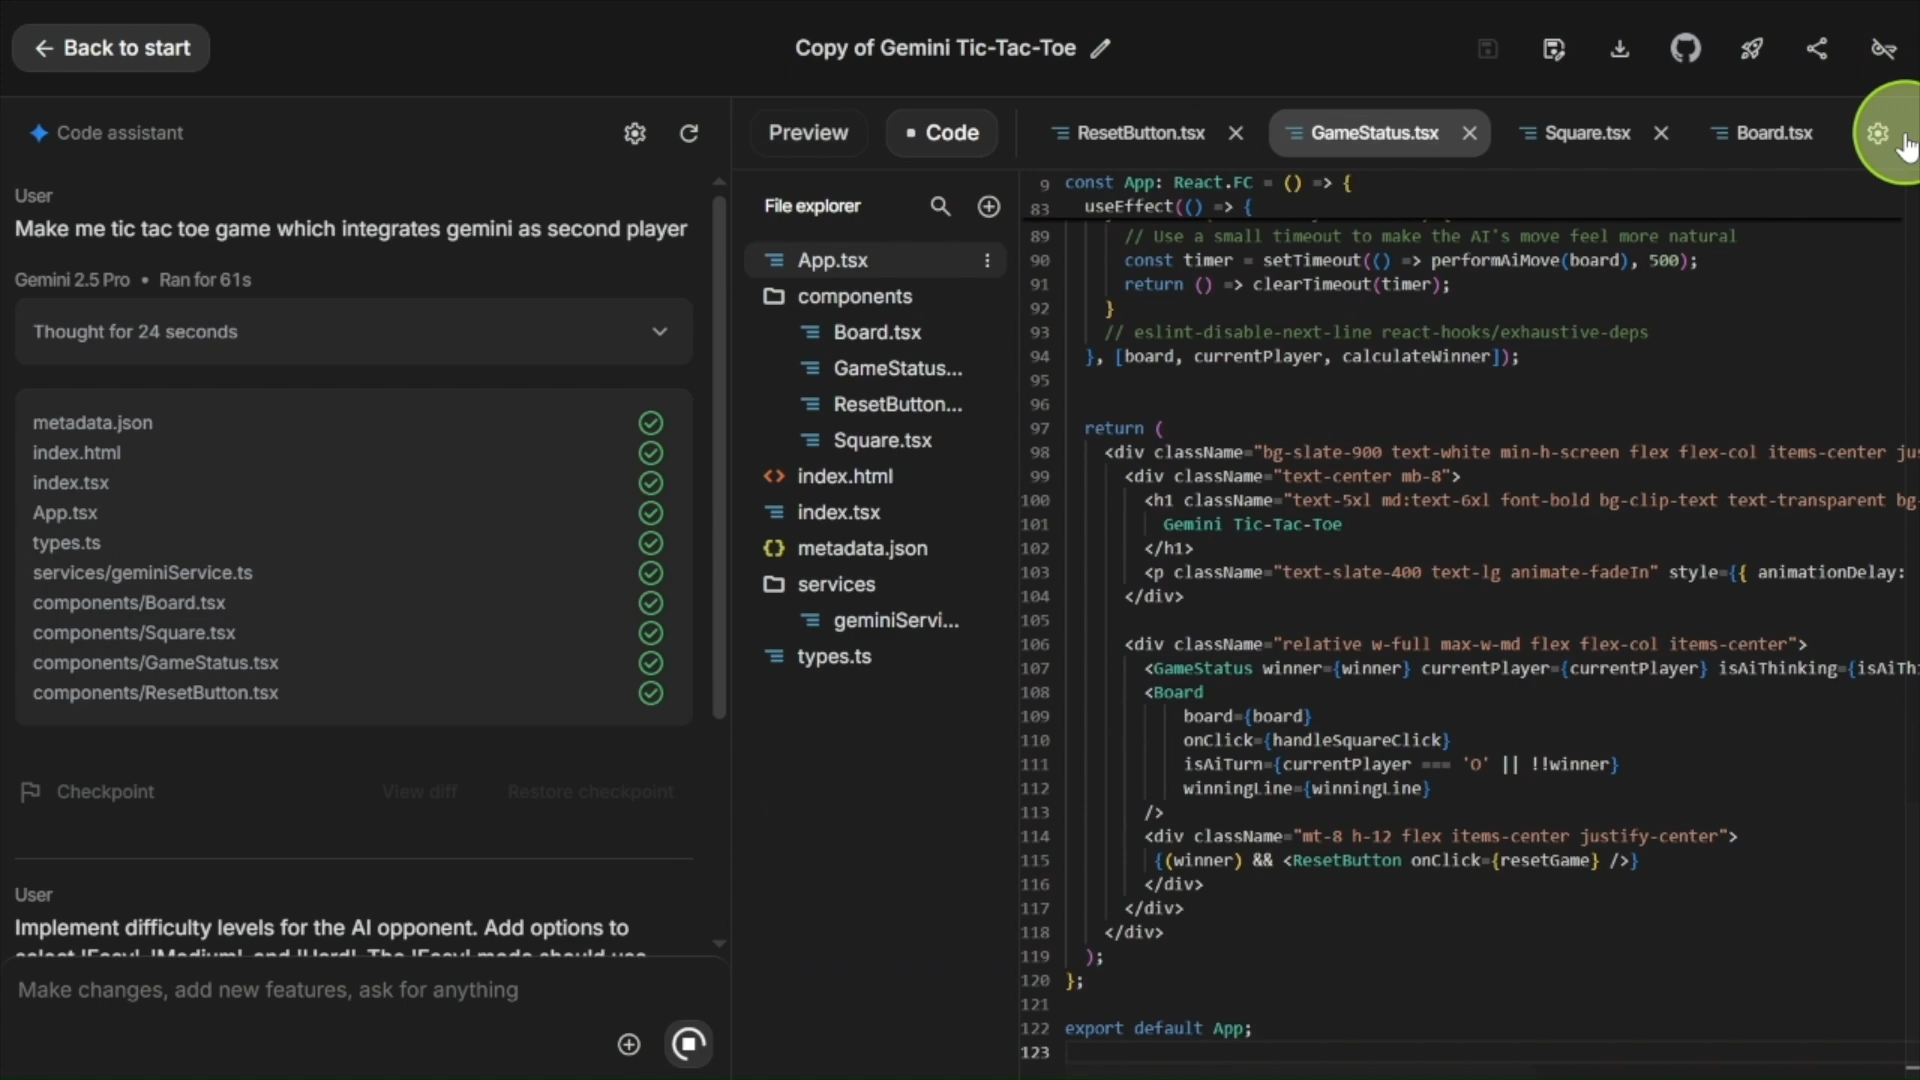 Back to start
Copy of Gemini Tic-Tac-Toe
Code assistant
User
Make me tic tac toe game which integrates gemini as second player
Gemini 2.5 Pro • Ran for 61s
Thought for 24 seconds
metadata.json
index.html
index.tsx
App.tsx
types.ts
services/geminiService.ts
components/Board.tsx
components/Square.tsx
components/GameStatus.tsx
components/ResetButton.tsx
Checkpoint
View diff
Restore checkpoint
User
Implement difficulty levels for the AI opponent. Add options to
select 'Easy', 'Medium', and 'Hard'. The 'Easy' mode should use
Make changes, add new features, ask for anything
Preview
Code
ResetButton.tsx
GameStatus.tsx
Square.tsx
Board.tsx
File explorer
App.tsx
components
Board.tsx
GameStatus...
ResetButton...
Square.tsx
index.html
index.tsx
metadata.json
services
geminiServi...
types.ts
9 const App: React.FC = () => {
83 useEffect(() => {
89 // Use a small timeout to make the AI's move feel more natural
90 const timer = setTimeout(() => performAiMove(board), 500);
91 return () => clearTimeout(timer);
92 }
93 // eslint-disable-next-line react-hooks/exhaustive-deps
94 }, [board, currentPlayer, calculateWinner]);
95
96
97 return (
98 <div className="bg-slate-900 text-white min-h-screen flex flex-col items-center jus
99 <div className="text-center mb-8">
100 <h1 className="text-5xl md:text-6xl font-bold bg-clip-text text-transparent bg-
101 Gemini Tic-Tac-Toe
102 </h1>
103 <p className="text-slate-400 text-lg animate-fadeIn" style={{ animationDelay:
104 </div>
105
106 <div className="relative w-full max-w-md flex flex-col items-center">
107 <GameStatus winner={winner} currentPlayer={currentPlayer} isAiThinking={isAiThi
108 <Board
109 board={board}
110 onClick={handleSquareClick}
111 isAiTurn={currentPlayer === 'O' || !!winner}
112 winningLine={winningLine}
113 />
114 <div className="mt-8 h-12 flex items-center justify-center">
115 {(winner) && <ResetButton onClick={resetGame} />}
116 </div>
117 </div>
118 </div>
119 );
120 };
121
122 export default App;
123